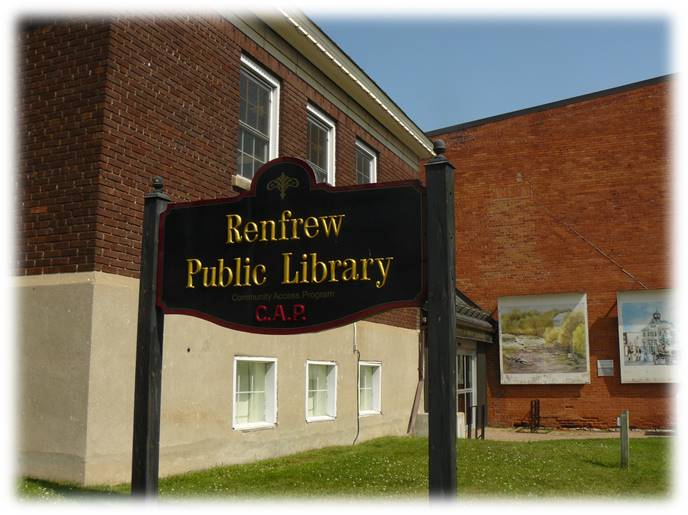 Renfrew
Public Library
Community Access Program
C.A.P.